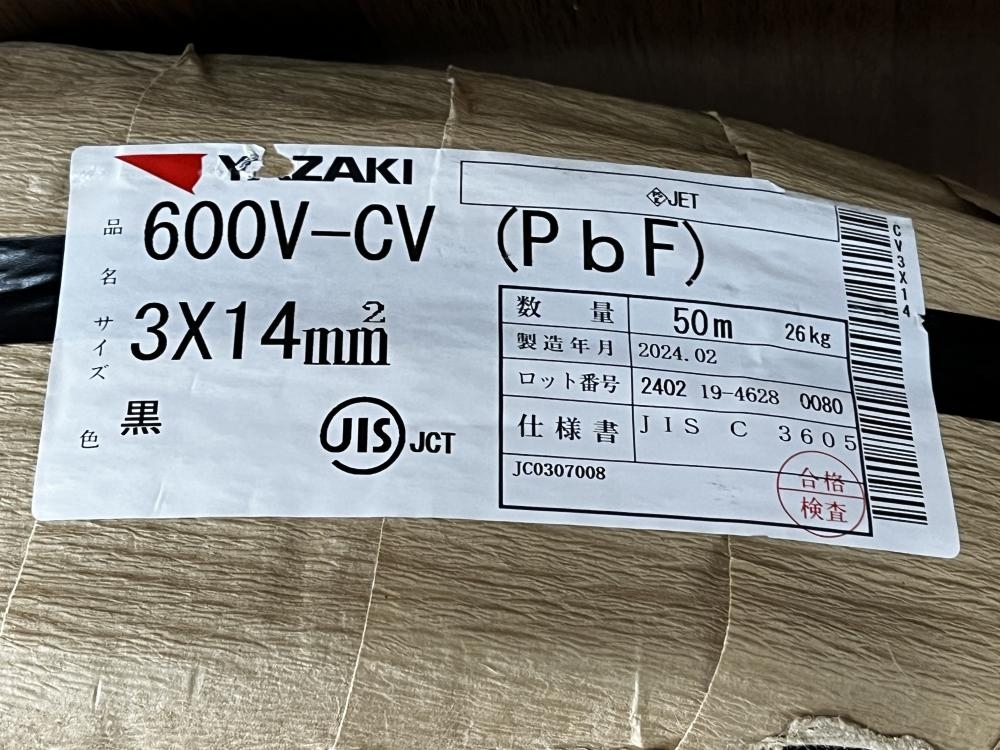 YAZAKI
PSE JET
品名 600V-CV (PbF)
サイズ 3X14mm²
色 黒
JIS JCT
数量 50m 26kg
製造年月 2024.02
ロット番号 2402 19-4628 0080
仕様書 JIS C 3605
JC0307008
合格
検査
CV3X14